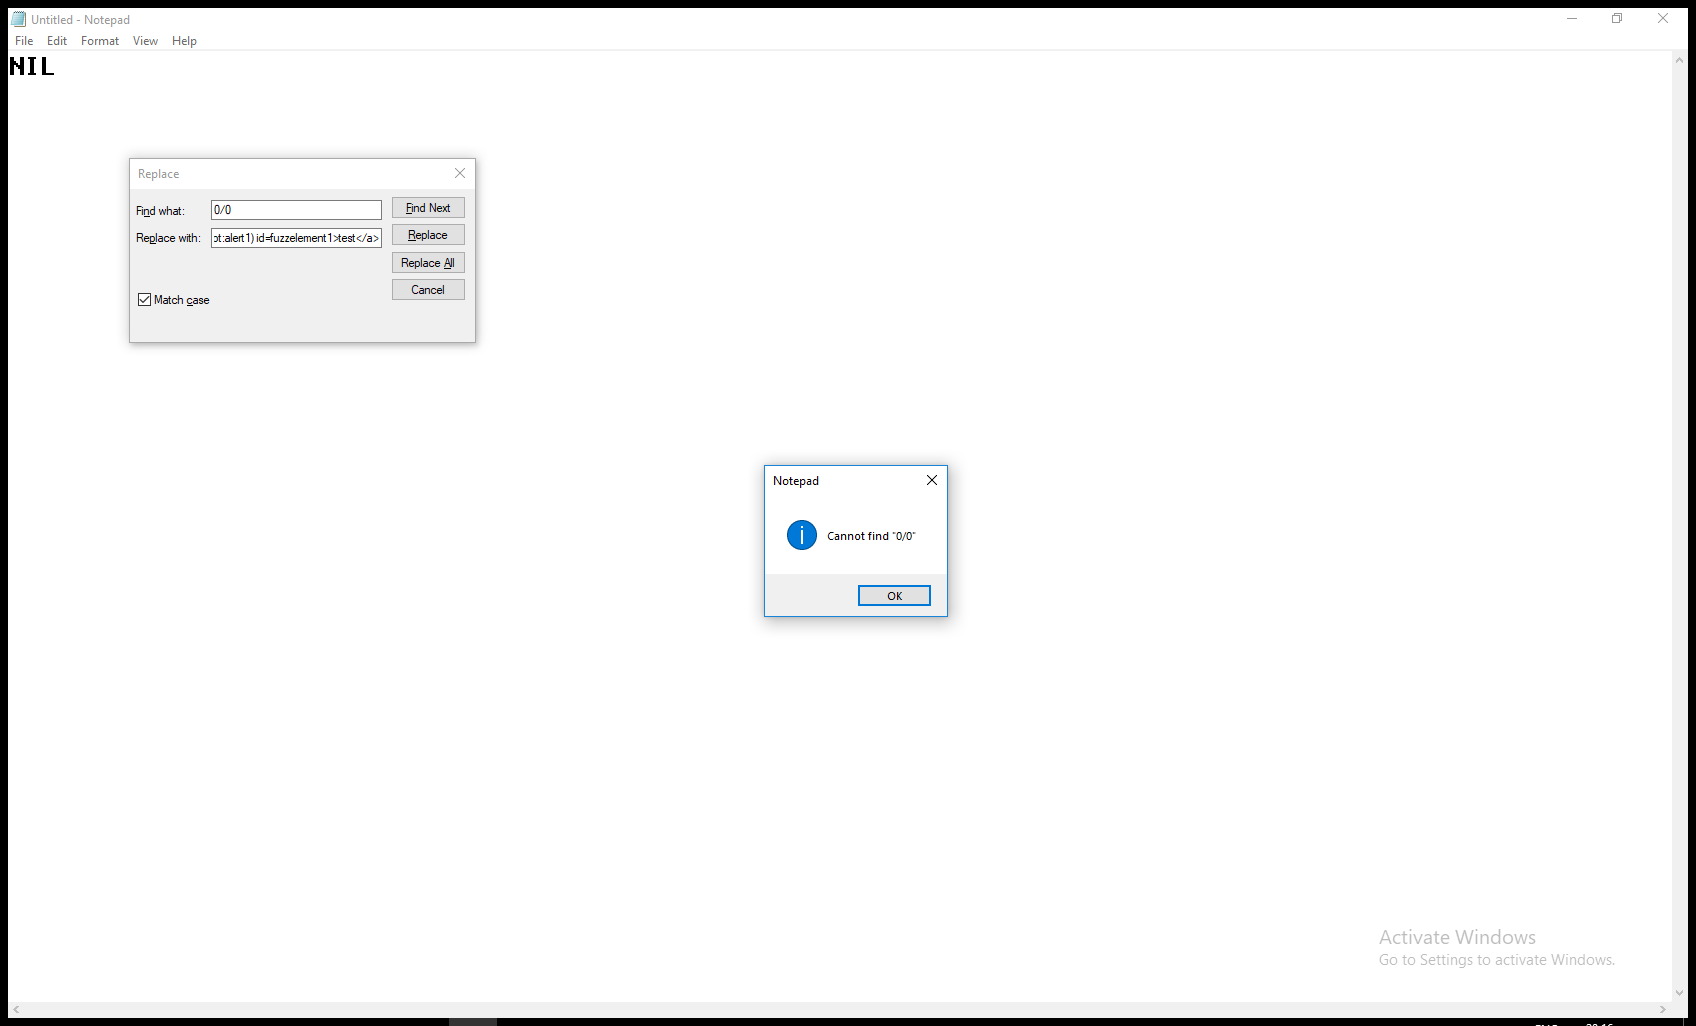 Untitled - Notepad
File Edit Format View Help
NIL
Replace
Find what: 0/0 Find Next
Replace with: pt:alert1) id=fuzzelement1>test</a> Replace
Replace All
Cancel
Match case
Notepad
Cannot find "0/0"
OK
Activate Windows
Go to Settings to activate Windows.